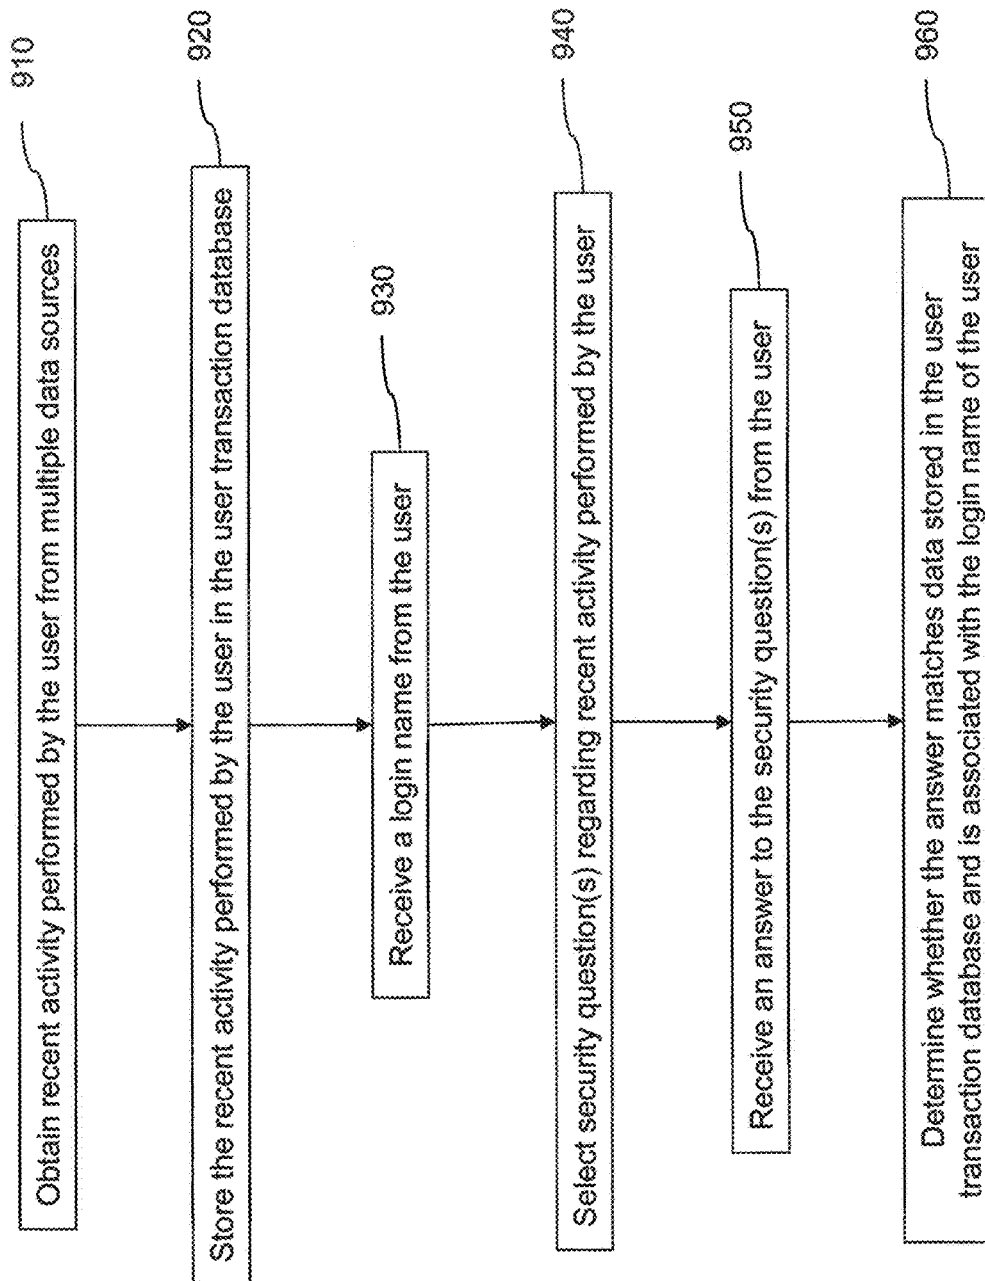 910
Obtain recent activity performed by the user from multiple data sources
920
Store the recent activity performed by the user in the user transaction database
930
Receive a login name from the user
940
Select security question(s) regarding recent activity performed by the user
950
Receive an answer to the security question(s) from the user
960
Determine whether the answer matches data stored in the user
transaction database and is associated with the login name of the user